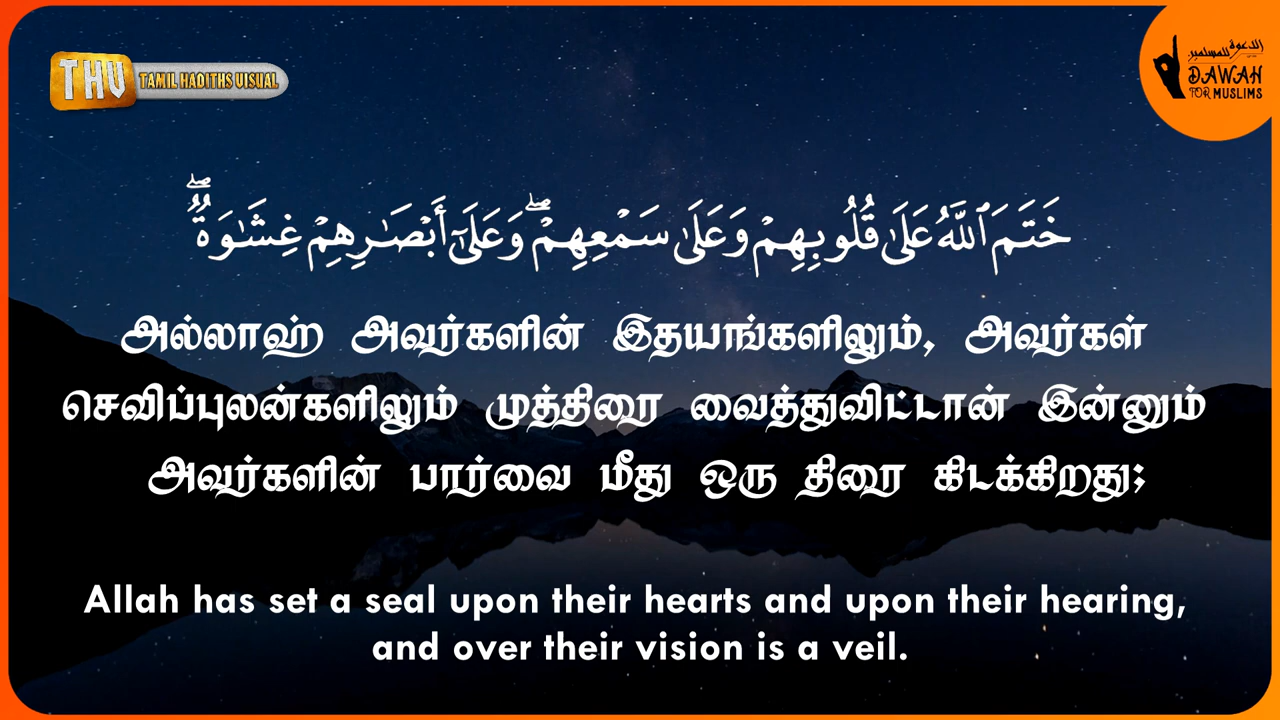 THV TAMIL HADITHS VISUAL
الدعوة للمسلمين
DAWAH
FOR MUSLIMS
خَتَمَ ٱللَّهُ عَلَىٰ قُلُوبِهِمْ وَعَلَىٰ سَمْعِهِمْ ۖ وَعَلَىٰٓ أَبْصَـٰرِهِمْ غِشَـٰوَةٌ ۖ
அல்லாஹ் அவர்களின் இதயங்களிலும், அவர்கள்
செவிப்புலன்களிலும் முத்திரை வைத்துவிட்டான் இன்னும்
அவர்களின் பார்வை மீது ஒரு திரை கிடக்கிறது;
Allah has set a seal upon their hearts and upon their hearing,
and over their vision is a veil.